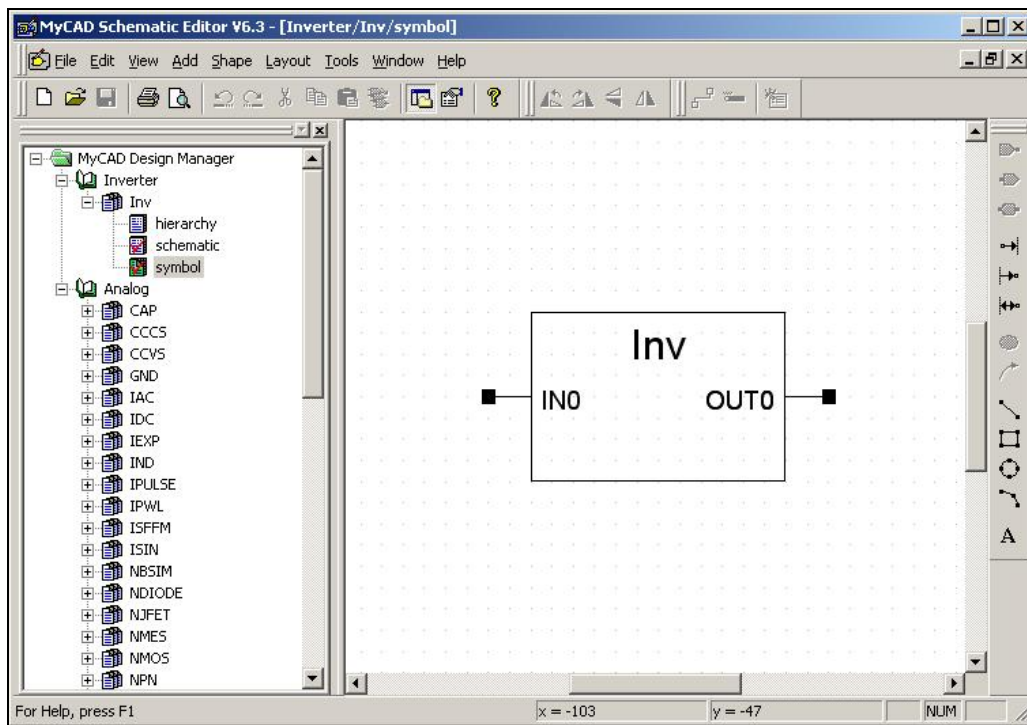 MyCAD Schematic Editor V6.3 - [Inverter/Inv/symbol]
File Edit View Add Shape Layout Tools Window Help
MyCAD Design Manager
Inverter
Inv
hierarchy
schematic
symbol
Analog
CAP
CCCS
CCVS
GND
IAC
IDC
IEXP
IND
IPULSE
IPWL
ISFFM
ISIN
NBSIM
NDIODE
NJFET
NMES
NMOS
NPN
Inv
IN0 OUT0
A
For Help, press F1 x = -103 y = -47 NUM